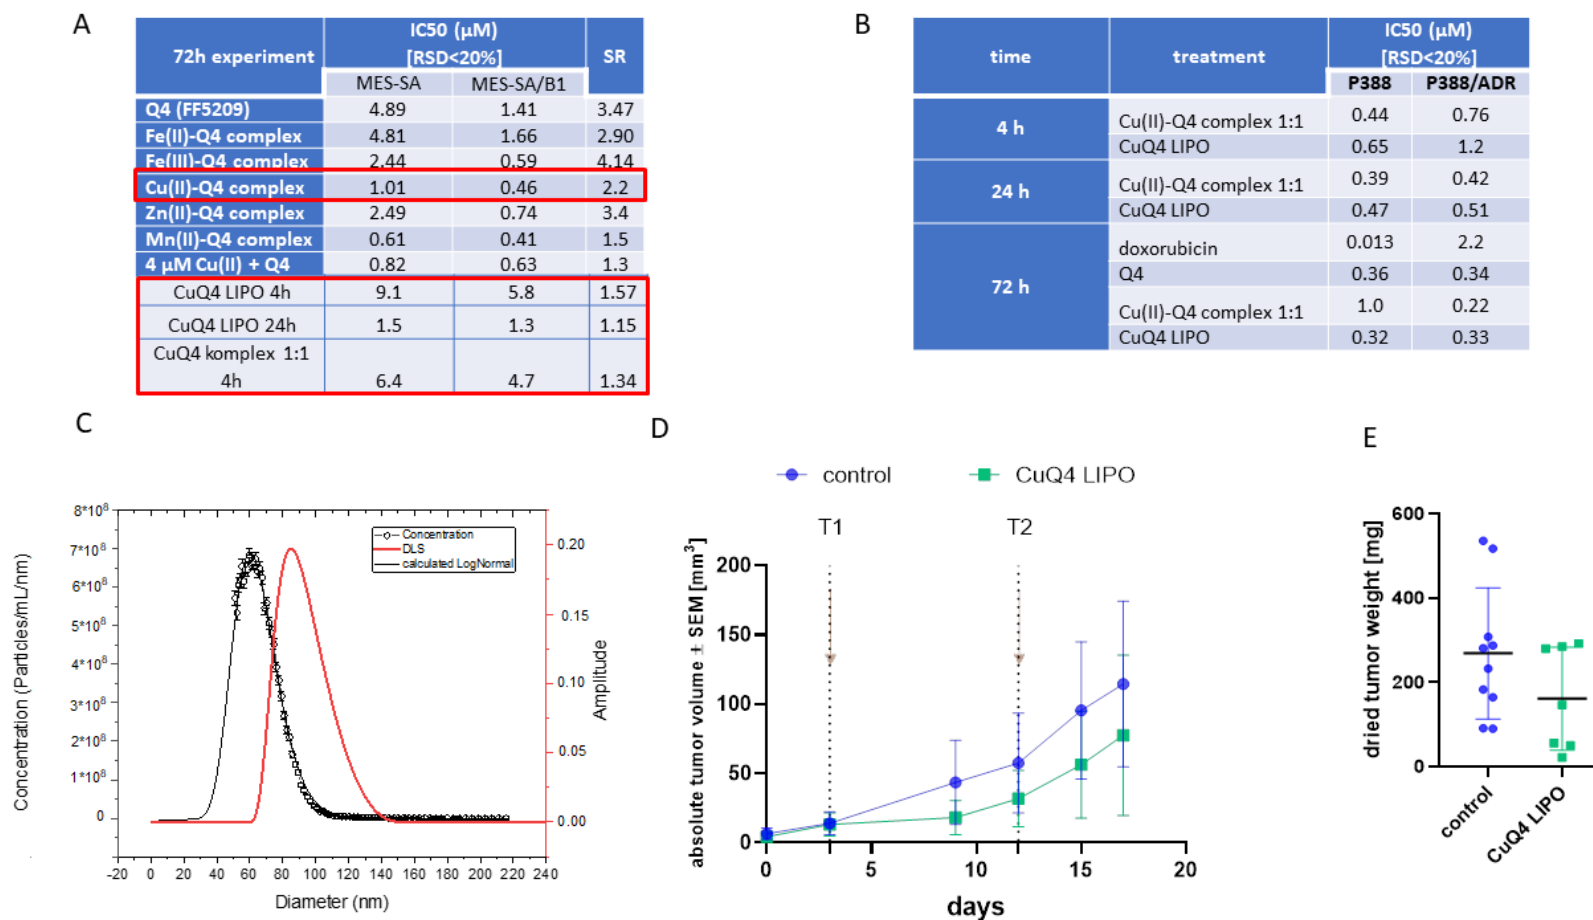 A
72h experiment
IC50 (µM)
[RSD<20%]
SR
MES-SA MES-SA/B1
Q4 (FF5209) 4.89 1.41 3.47
Fe(II)-Q4 complex 4.81 1.66 2.90
Fe(III)-Q4 complex 2.44 0.59 4.14
Cu(II)-Q4 complex 1.01 0.46 2.2
Zn(II)-Q4 complex 2.49 0.74 3.4
Mn(II)-Q4 complex 0.61 0.41 1.5
4 µM Cu(II) + Q4 0.82 0.63 1.3
CuQ4 LIPO 4h 9.1 5.8 1.57
CuQ4 LIPO 24h 1.5 1.3 1.15
CuQ4 komplex 1:1
4h 6.4 4.7 1.34
B
time treatment
IC50 (µM)
[RSD<20%]
P388 P388/ADR
4 h
Cu(II)-Q4 complex 1:1 0.44 0.76
CuQ4 LIPO 0.65 1.2
24 h
Cu(II)-Q4 complex 1:1 0.39 0.42
CuQ4 LIPO 0.47 0.51
72 h
doxorubicin 0.013 2.2
Q4 0.36 0.34
Cu(II)-Q4 complex 1:1 1.0 0.22
CuQ4 LIPO 0.32 0.33
C
Concentration (Particles/mL/nm)
8*10⁸
7*10⁸
6*10⁸
5*10⁸
4*10⁸
3*10⁸
2*10⁸
1*10⁸
0
Concentration
DLS
calculated LogNormal
0.20
0.15
0.10
0.05
0.00
Amplitude
-20 0 20 40 60 80 100 120 140 160 180 200 220 240
Diameter (nm)
D
control CuQ4 LIPO
T1 T2
absolute tumor volume ± SEM [mm³]
200
150
100
50
0
0 5 10 15 20
days
E
dried tumor weight [mg]
600
400
200
0
control
CuQ4 LIPO